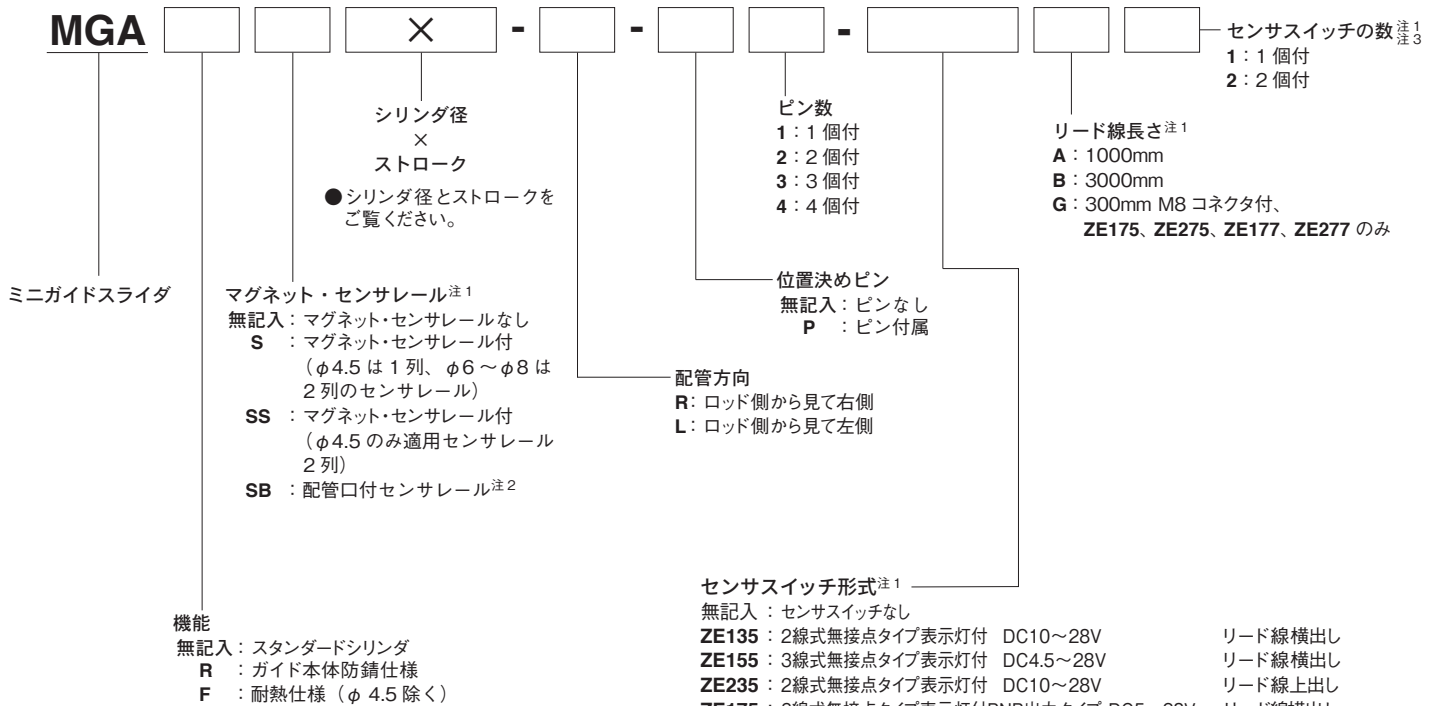 MGA × - - -
センサスイッチの数注1 注3
1：1個付
2：2個付
シリンダ径
×
ストローク
●シリンダ径とストロークを
ご覧ください。
ピン数
1：1個付
2：2個付
3：3個付
4：4個付
リード線長さ注1
A：1000mm
B：3000mm
G：300mm M8コネクタ付、
ZE175、ZE275、ZE177、ZE277のみ
ミニガイドスライダ
マグネット・センサレール注1
無記入：マグネット・センサレールなし
S ：マグネット・センサレール付
（φ4.5は1列、φ6～φ8は
2列のセンサレール）
SS ：マグネット・センサレール付
（φ4.5のみ適用センサレール
2列）
SB ：配管口付センサレール注2
位置決めピン
無記入：ピンなし
P ：ピン付属
配管方向
R：ロッド側から見て右側
L：ロッド側から見て左側
機能
無記入：スタンダードシリンダ
R ：ガイド本体防錆仕様
F ：耐熱仕様（φ4.5除く）
センサスイッチ形式注1
無記入：センサスイッチなし
ZE135：2線式無接点タイプ表示灯付 DC10～28V リード線横出し
ZE155：3線式無接点タイプ表示灯付 DC4.5～28V リード線横出し
ZE235：2線式無接点タイプ表示灯付 DC10～28V リード線上出し